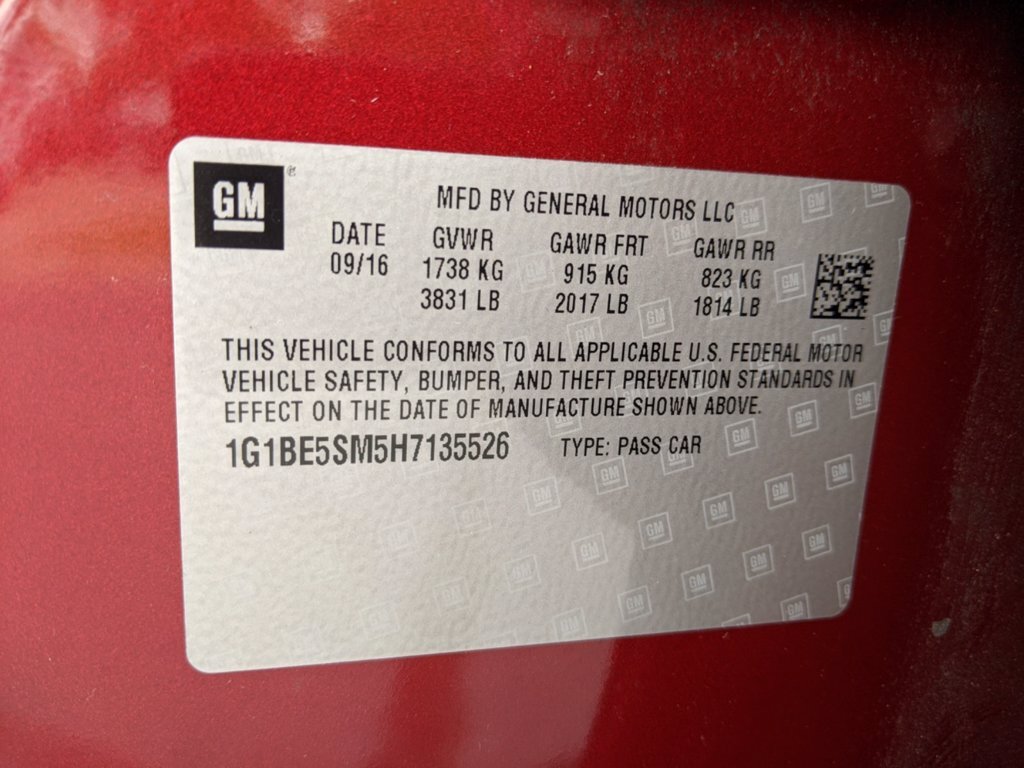 GM
MFD BY GENERAL MOTORS LLC
DATE GVWR GAWR FRT GAWR RR
09/16 1738 KG 915 KG 823 KG
3831 LB 2017 LB 1814 LB
THIS VEHICLE CONFORMS TO ALL APPLICABLE U.S. FEDERAL MOTOR
VEHICLE SAFETY, BUMPER, AND THEFT PREVENTION STANDARDS IN
EFFECT ON THE DATE OF MANUFACTURE SHOWN ABOVE.
1G1BE5SM5H7135526 TYPE: PASS CAR